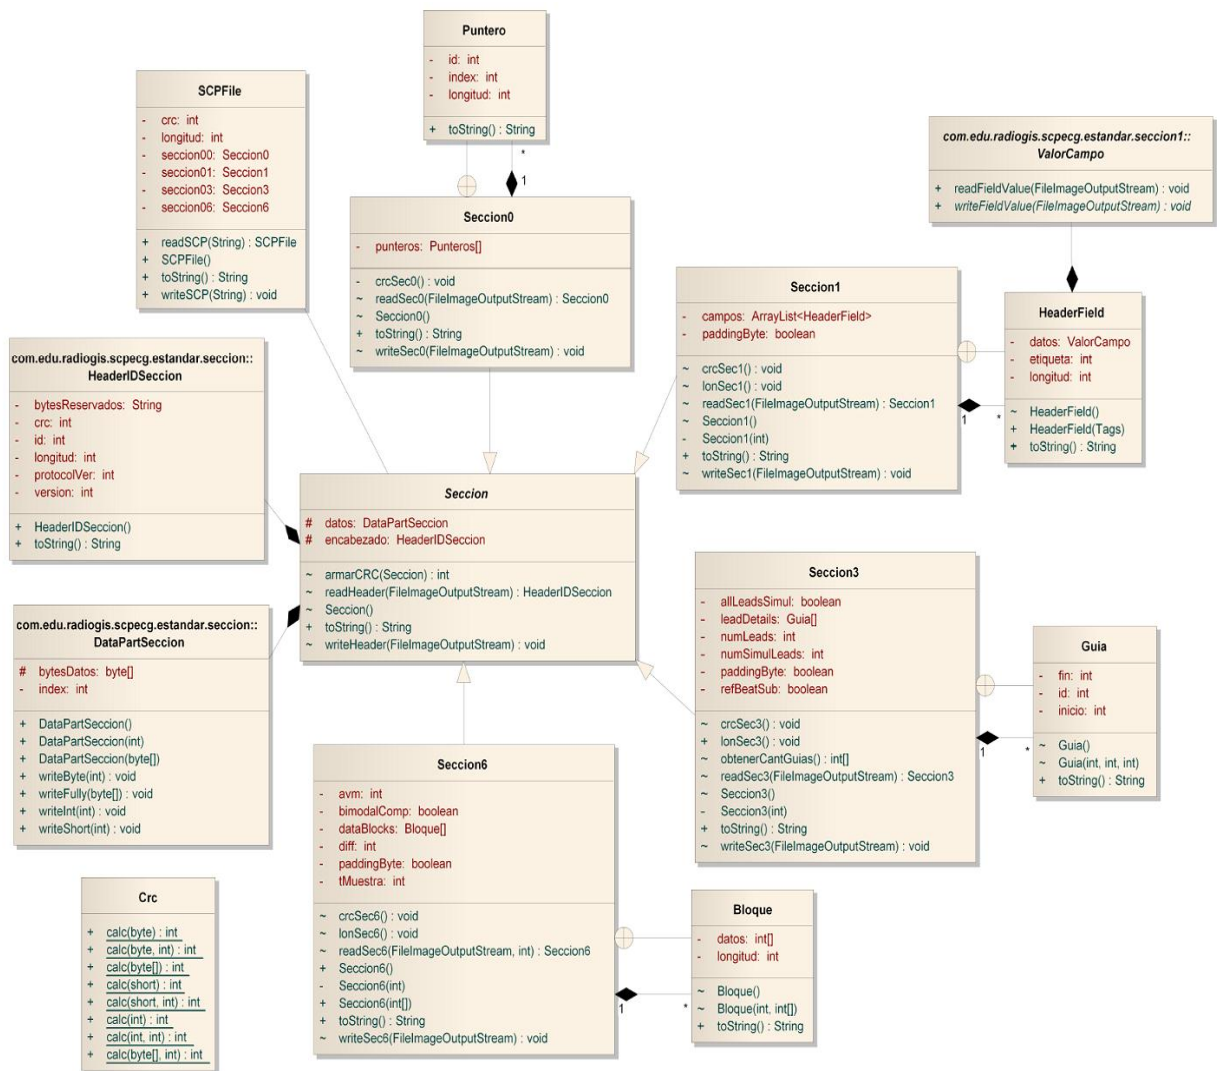 Puntero
- id: int
- index: int
- longitud: int
+ toString() : String
*
1
SCPFile
- crc: int
- longitud: int
- seccion00: Seccion0
- seccion01: Seccion1
- seccion03: Seccion3
- seccion06: Seccion6
+ readSCP(String) : SCPFile
+ SCPFile()
+ toString() : String
+ writeSCP(String) : void
Seccion0
- punteros: Punteros[]
- crcSec0() : void
~ readSec0(FileImageOutputStream) : Seccion0
~ Seccion0()
+ toString() : String
~ writeSec0(FileImageOutputStream) : void
com.edu.radiogis.scpecg.estandar.seccion1::
ValorCampo
+ readFieldValue(FileImageOutputStream) : void
+ writeFieldValue(FileImageOutputStream) : void
Seccion1
- campos: ArrayList<HeaderField>
- paddingByte: boolean
~ crcSec1() : void
~ lonSec1() : void
~ readSec1(FileImageOutputStream) : Seccion1
~ Seccion1()
- Seccion1(int)
+ toString() : String
~ writeSec1(FileImageOutputStream) : void
1
*
HeaderField
- datos: ValorCampo
- etiqueta: int
- longitud: int
~ HeaderField()
+ HeaderField(Tags)
+ toString() : String
com.edu.radiogis.scpecg.estandar.seccion::
HeaderIDSeccion
- bytesReservados: String
- crc: int
- id: int
- longitud: int
- protocolVer: int
- version: int
+ HeaderIDSeccion()
+ toString() : String
Seccion
# datos: DataPartSeccion
# encabezado: HeaderIDSeccion
~ armarCRC(Seccion) : int
~ readHeader(FileImageOutputStream) : HeaderIDSeccion
~ Seccion()
+ toString() : String
~ writeHeader(FileImageOutputStream) : void
com.edu.radiogis.scpecg.estandar.seccion::
DataPartSeccion
# bytesDatos: byte[]
- index: int
+ DataPartSeccion()
+ DataPartSeccion(int)
+ DataPartSeccion(byte[])
+ writeByte(int) : void
+ writeFully(byte[]) : void
+ writeInt(int) : void
+ writeShort(int) : void
Seccion3
- allLeadsSimul: boolean
- leadDetails: Guia[]
- numLeads: int
- numSimulLeads: int
- paddingByte: boolean
- refBeatSub: boolean
~ crcSec3() : void
+ lonSec3() : void
~ obtenerCantGuias() : int[]
~ readSec3(FileImageOutputStream) : Seccion3
~ Seccion3()
- Seccion3(int)
+ toString() : String
~ writeSec3(FileImageOutputStream) : void
1
*
Guia
- fin: int
- id: int
- inicio: int
~ Guia()
~ Guia(int, int, int)
+ toString() : String
Seccion6
- avm: int
- bimodalComp: boolean
- dataBlocks: Bloque[]
- diff: int
- paddingByte: boolean
- tMuestra: int
~ crcSec6() : void
~ lonSec6() : void
~ readSec6(FileImageOutputStream, int) : Seccion6
+ Seccion6()
- Seccion6(int)
+ Seccion6(int[])
+ toString() : String
~ writeSec6(FileImageOutputStream) : void
1
*
Bloque
- datos: int[]
- longitud: int
~ Bloque()
~ Bloque(int, int[])
+ toString() : String
Crc
+ calc(byte) : int
+ calc(byte, int) : int
+ calc(byte[]) : int
+ calc(short) : int
+ calc(short, int) : int
+ calc(int) : int
+ calc(int, int) : int
+ calc(byte[], int) : int